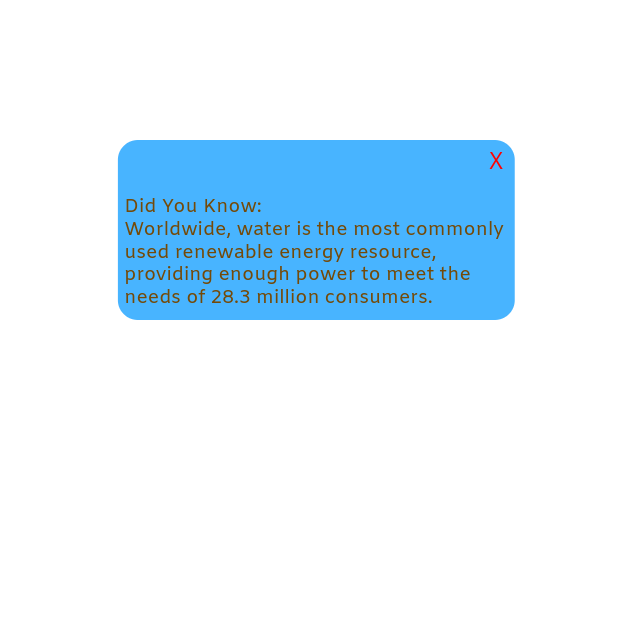 X
Did You Know:
Worldwide, water is the most commonly
used renewable energy resource,
providing enough power to meet the
needs of 28.3 million consumers.